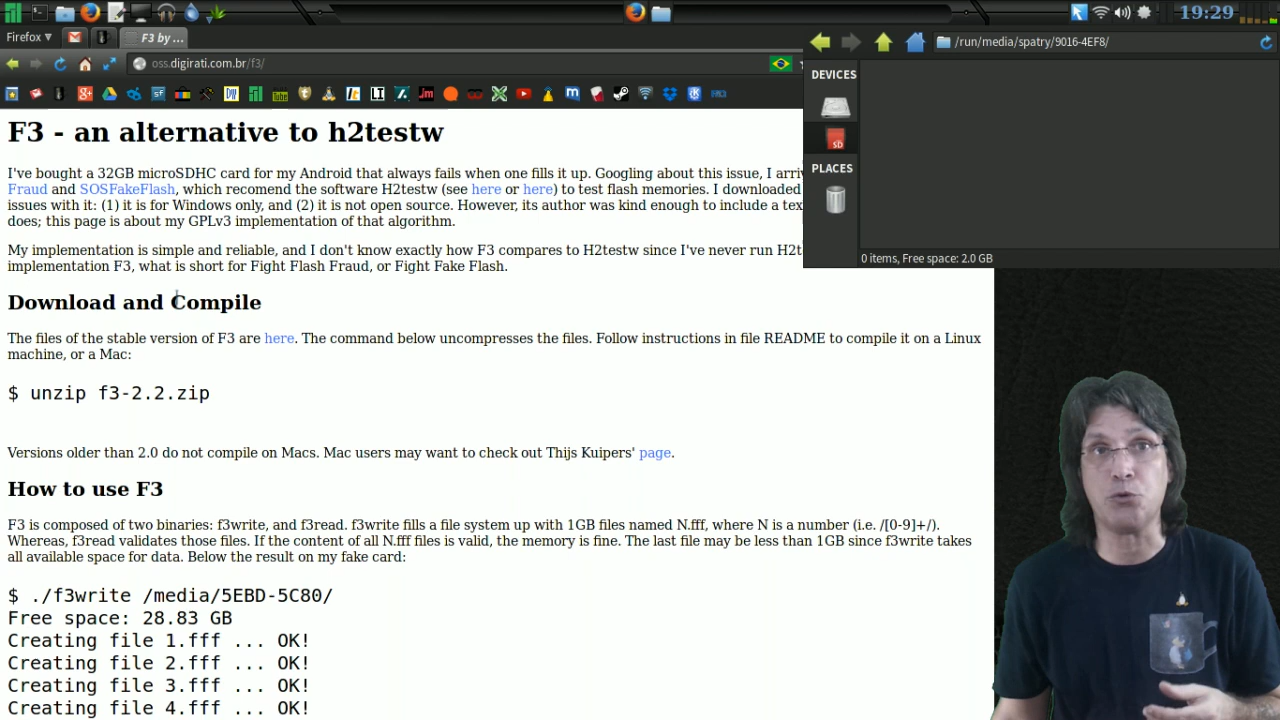 19:29
Firefox
F3 by ...
oss.digirati.com.br/f3/
/run/media/spatry/9016-4EF8/
DEVICES
sb
PLACES
0 items, Free space: 2.0 GB
F3 - an alternative to h2testw
I've bought a 32GB microSDHC card for my Android that always fails when one fills it up. Googling about this issue, I
Fraud and SOSFakeFlash, which recomend the software H2testw (see here or here) to test flash memories. I downloaded
issues with it: (1) it is for Windows only, and (2) it is not open source. However, its author was kind enough to include a
does; this page is about my GPLv3 implementation of that algorithm.
My implementation is simple and reliable, and I don't know exactly how F3 compares to H2testw since I've never run
implementation F3, what is short for Fight Flash Fraud, or Fight Fake Flash.
Download and Compile
The files of the stable version of F3 are here. The command below uncompresses the files. Follow instructions in file README to compile it on a Linux
machine, or a Mac:
$ unzip f3-2.2.zip
Versions older than 2.0 do not compile on Macs. Mac users may want to check out Thijs Kuipers' page.
How to use F3
F3 is composed of two binaries: f3write, and f3read. f3write fills a file system up with 1GB files named N.fff, where N is a number (i.e. /[0-9]+/).
Whereas, f3read validates those files. If the content of all N.fff files is valid, the memory is fine. The last file may be less than 1GB since f3write takes
all available space for data. Below the result on my fake card:
$ ./f3write /media/5EBD-5C80/
Free space: 28.83 GB
Creating file 1.fff ... OK!
Creating file 2.fff ... OK!
Creating file 3.fff ... OK!
Creating file 4.fff ... OK!